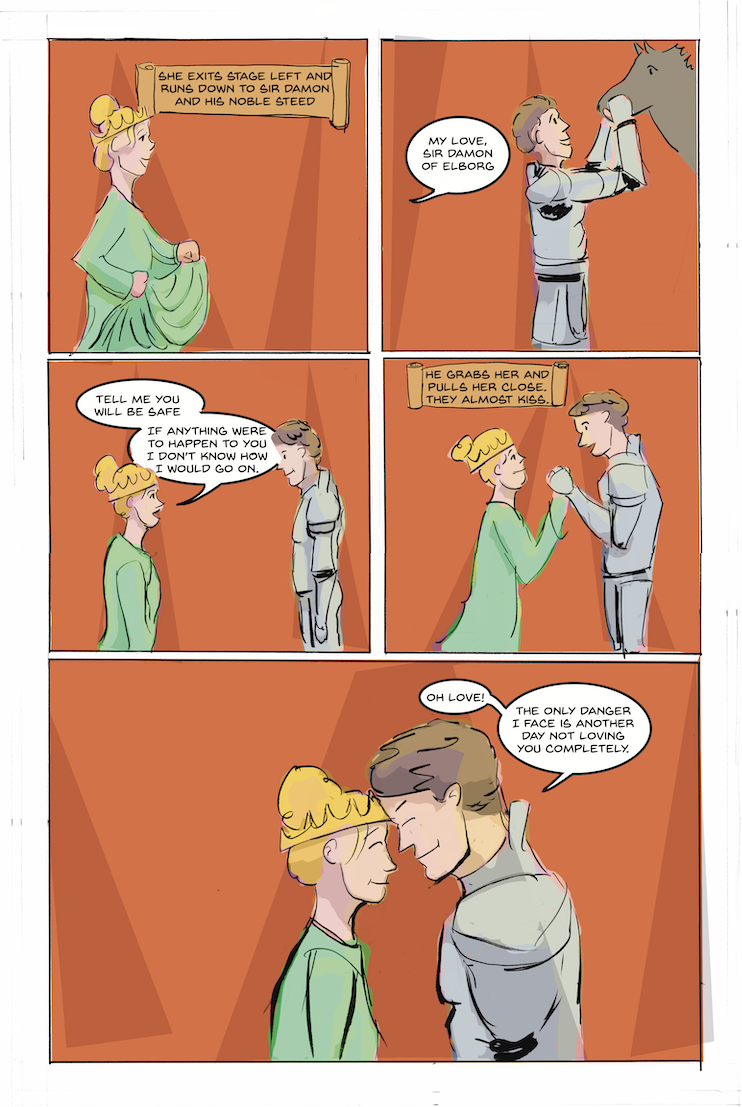 SHE EXITS STAGE LEFT AND
RUNS DOWN TO SIR DAMON
AND HIS NOBLE STEED
MY LOVE,
SIR DAMON
OF ELBORG
TELL ME YOU
WILL BE SAFE
IF ANYTHING WERE
TO HAPPEN TO YOU
I DON'T KNOW HOW
I WOULD GO ON.
HE GRABS HER AND
PULLS HER CLOSE.
THEY ALMOST KISS.
OH LOVE!
THE ONLY DANGER
I FACE IS ANOTHER
DAY NOT LOVING
YOU COMPLETELY.